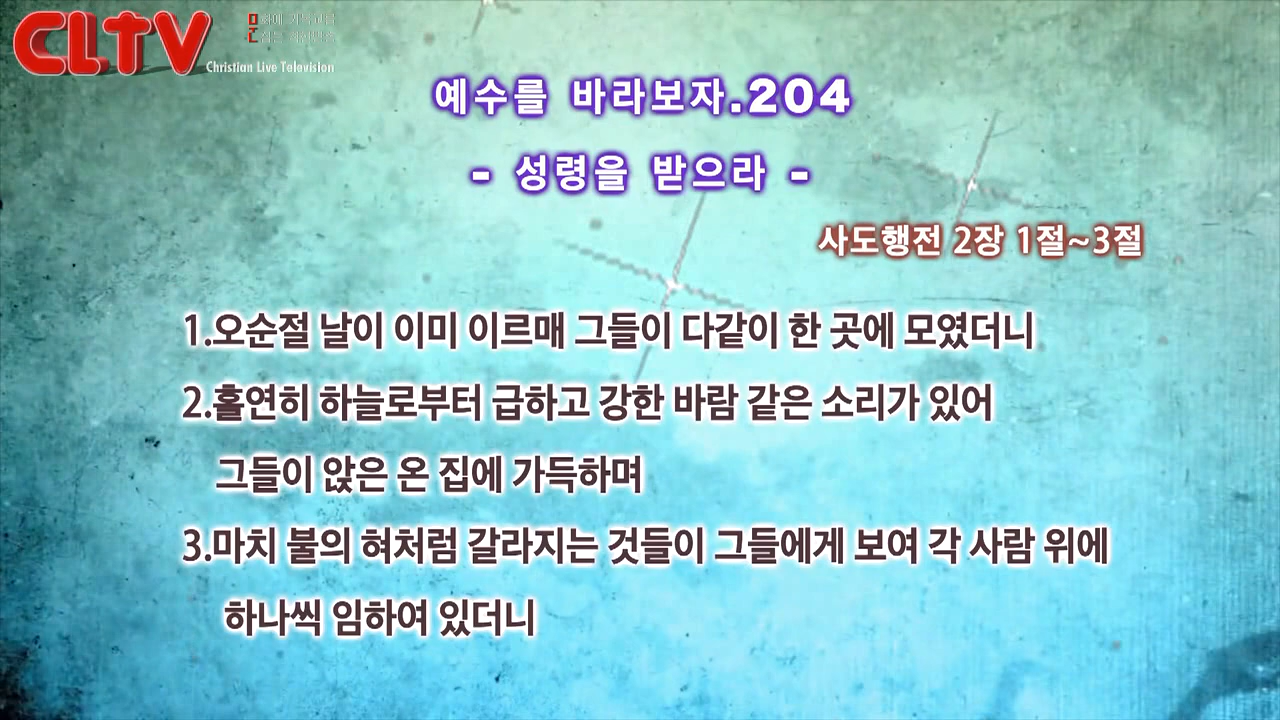 CLTV
Christian Live Television
예수를 바라보자.204
- 성령을 받으라 -
사도행전 2장 1절~3절
1.오순절 날이 이미 이르매 그들이 다같이 한 곳에 모였더니
2.홀연히 하늘로부터 급하고 강한 바람 같은 소리가 있어
그들이 앉은 온 집에 가득하며
3.마치 불의 혀처럼 갈라지는 것들이 그들에게 보여 각 사람 위에
하나씩 임하여 있더니